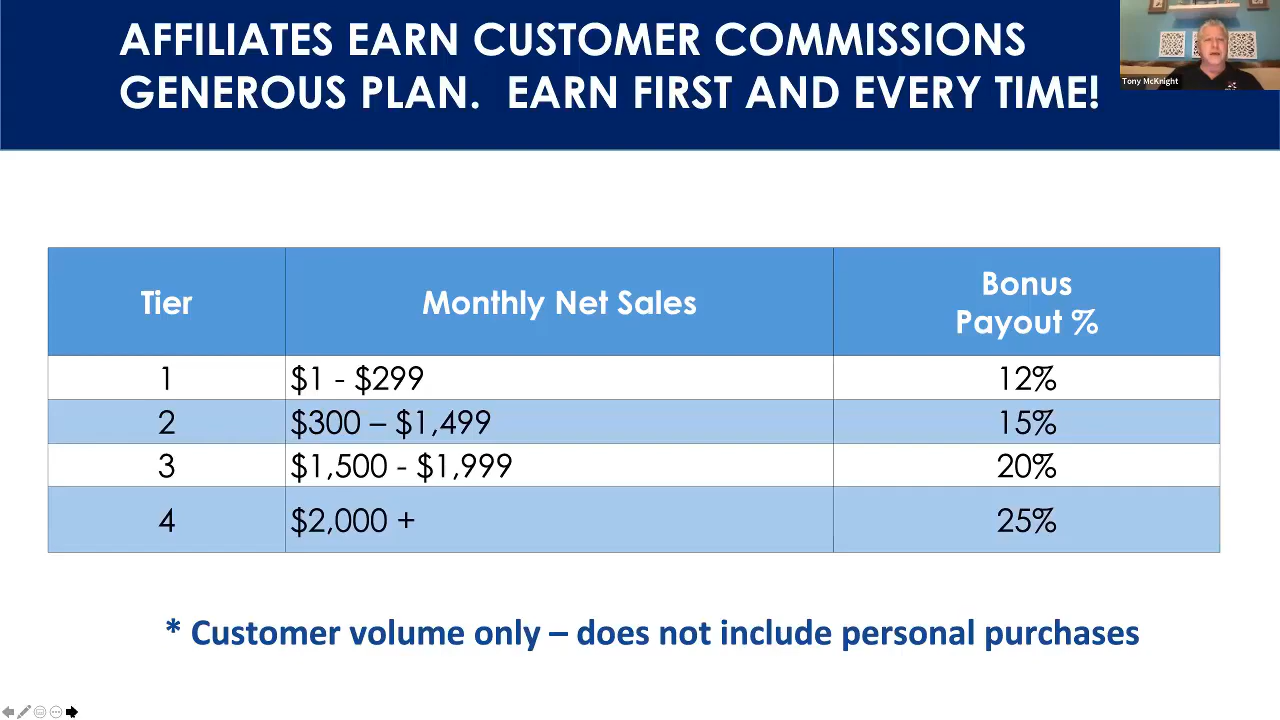 AFFILIATES EARN CUSTOMER COMMISSIONS
GENEROUS PLAN.  EARN FIRST AND EVERY TIME!
Tony McKnight
Tier Monthly Net Sales Bonus Payout %
1 $1 - $299 12%
2 $300 – $1,499 15%
3 $1,500 - $1,999 20%
4 $2,000 + 25%
* Customer volume only – does not include personal purchases